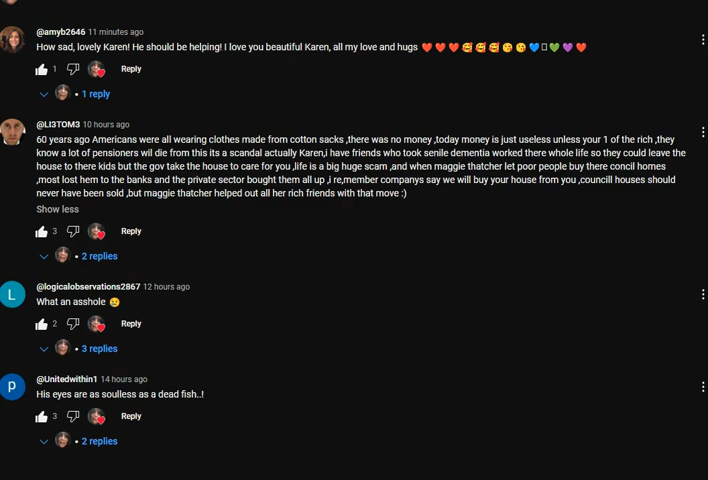 @amyb2646 11 minutes ago
How sad, lovely Karen! He should be helping! I love you beautiful Karen, all my love and hugs ❤️ ❤️ ❤️ 🥰 🥰 🥰 😘 😘 💙 💚 💜 ❤️
1 Reply
1 reply
@LI3TOM3 10 hours ago
60 years ago Americans were all wearing clothes made from cotton sacks ,there was no money ,today money is just useless unless your 1 of the rich ,they
know a lot of pensioners wil die from this its a scandal actually Karen,i have friends who took senile dementia worked there whole life so they could leave the
house to there kids but the gov take the house to care for you ,life is a big huge scam ,and when maggie thatcher let poor people buy there concil homes
,most lost hem to the banks and the private sector bought them all up ,i re,member companys say we will buy your house from you ,councill houses should
never have been sold ,but maggie thatcher helped out all her rich friends with that move :)
Show less
3 Reply
2 replies
L
@logicalobservations2867 12 hours ago
What an asshole 😢
2 Reply
3 replies
p
@Unitedwithin1 14 hours ago
His eyes are as soulless as a dead fish..!
3 Reply
2 replies